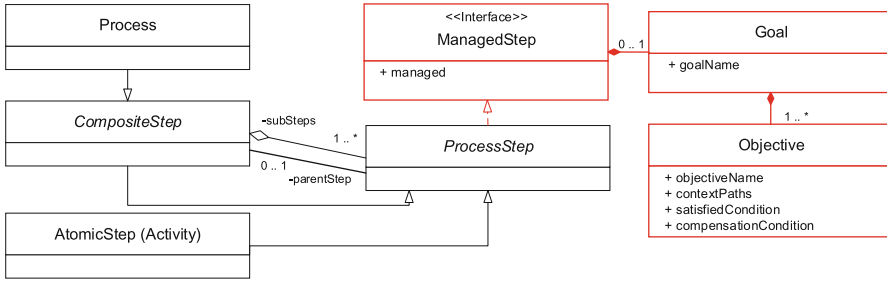 Process
<<Interface>>
ManagedStep
+ managed
0 .. 1
Goal
+ goalName
CompositeStep
-subSteps
1 .. *
0 .. 1
-parentStep
ProcessStep
1 .. *
Objective
+ objectiveName
+ contextPaths
+ satisfiedCondition
+ compensationCondition
AtomicStep (Activity)